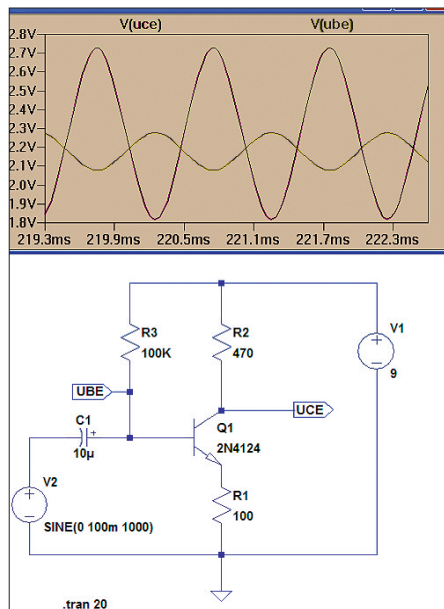 V(uce) V(ube)
2.8V
2.7V
2.6V
2.5V
2.4V
2.3V
2.2V
2.1V
2.0V
1.9V
1.8V
219.3ms 219.9ms 220.5ms 221.1ms 221.7ms 222.3ms
V1
R3 R2
100K 470
9
UBE
UCE
C1
Q1
10µ
2N4124
V2
R1
100
SINE(0 100m 1000)
.tran 20